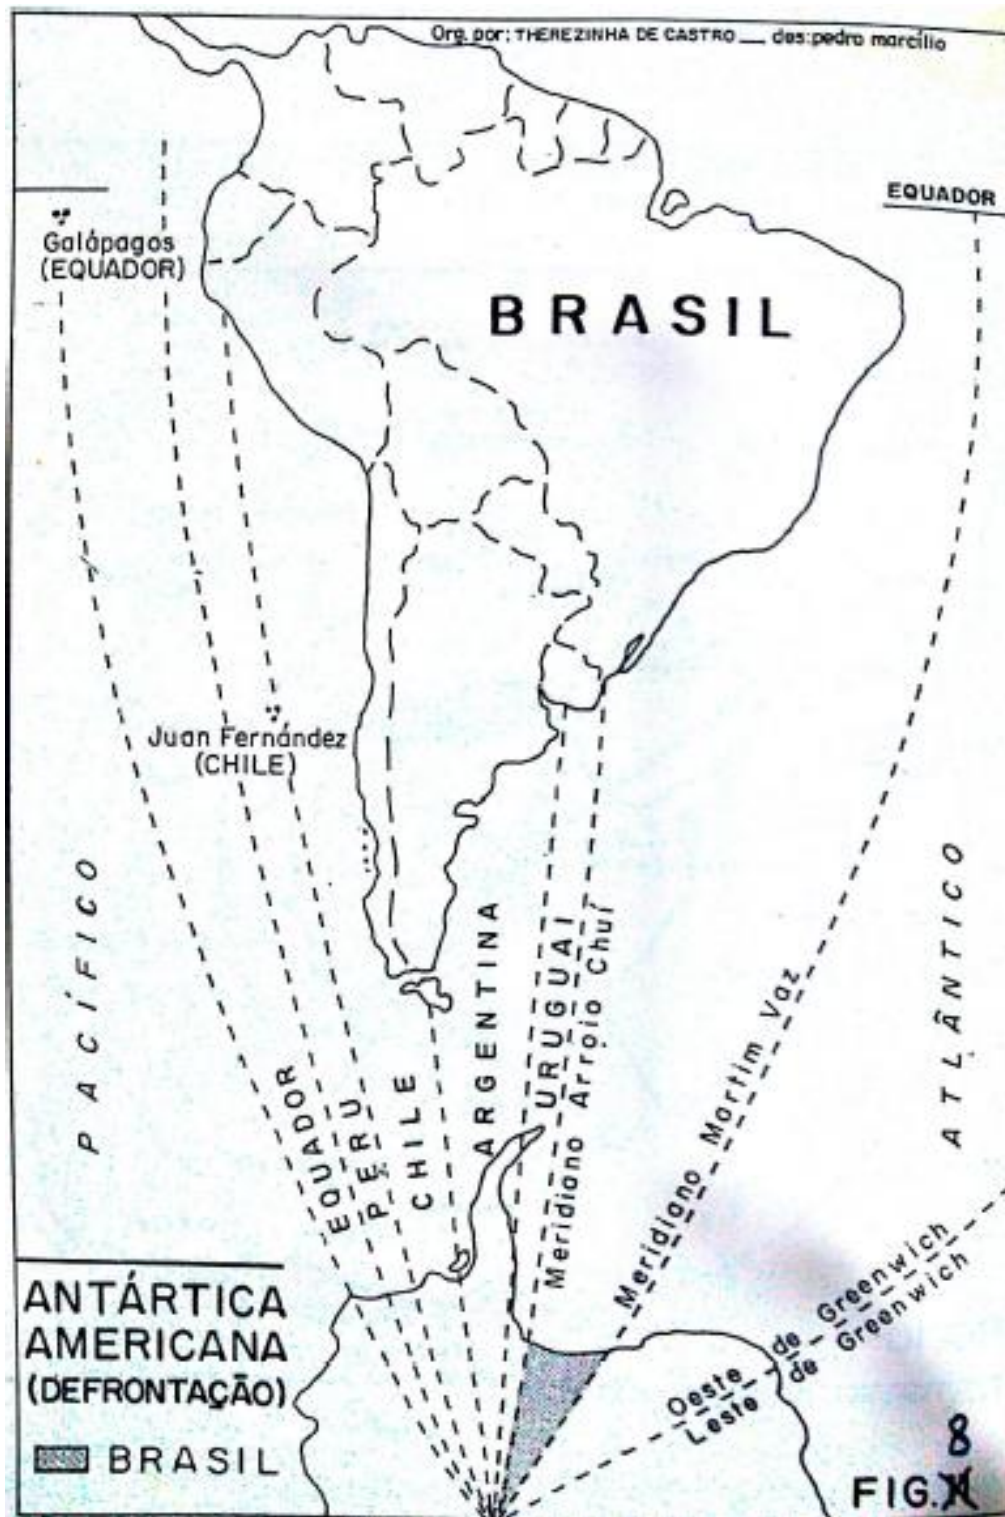 Org. por: THEREZINHA DE CASTRO __ des: pedro marcílio
EQUADOR
Galápagos
(EQUADOR)
BRASIL
Juan Fernández
(CHILE)
PACÍFICO
ATLÂNTICO
EQUADOR
PERU
CHILE
ARGENTINA
URUGUAI
Meridiano Arroio Chuí
Meridiano Martim Vaz
Oeste de Greenwich
Leste de Greenwich
ANTÁRTICA
AMERICANA
(DEFRONTAÇÃO)
BRASIL
8
FIG.